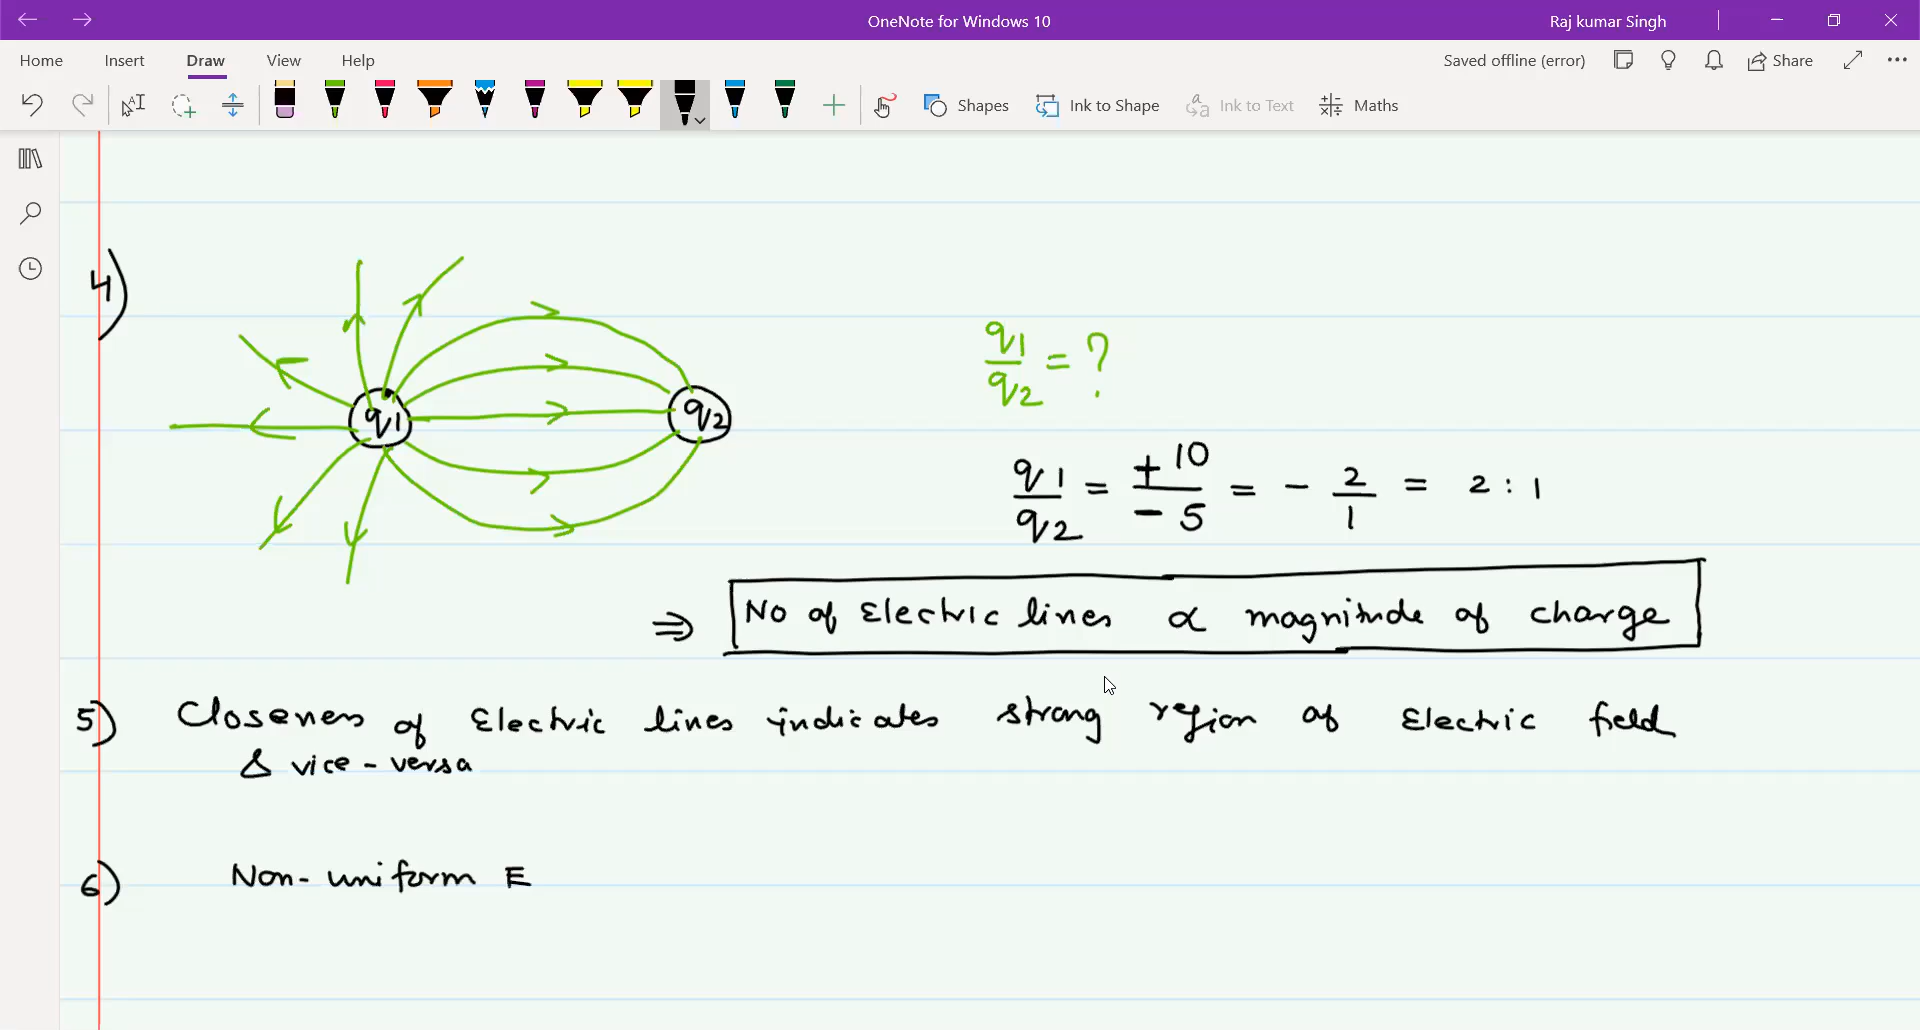 OneNote for Windows 10
Raj kumar Singh
Home Insert Draw View Help
Saved offline (error) Share
Shapes Ink to Shape Ink to Text Maths
4)
q1 q2
q1/q2 = ?
q1/q2 = +10/-5 = - 2/1 = 2 : 1
⇒ No of Electric lines α magnitude of charge
5) Closeness of Electric lines indicates strong region of Electric field
& vice - versa
6) Non- uniform E